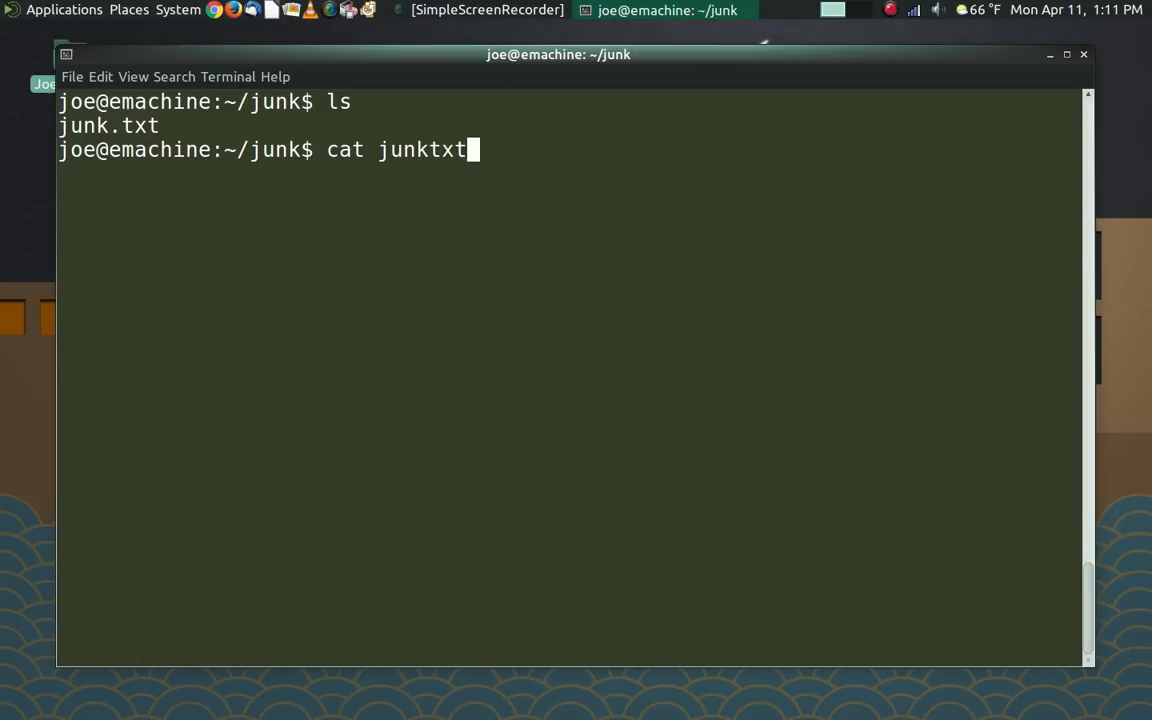 Applications Places System [SimpleScreenRecorder] joe@emachine: ~/junk 66 °F Mon Apr 11, 1:11 PM
Joe
joe@emachine: ~/junk
File Edit View Search Terminal Help
joe@emachine:~/junk$ ls
junk.txt
joe@emachine:~/junk$ cat junktxt